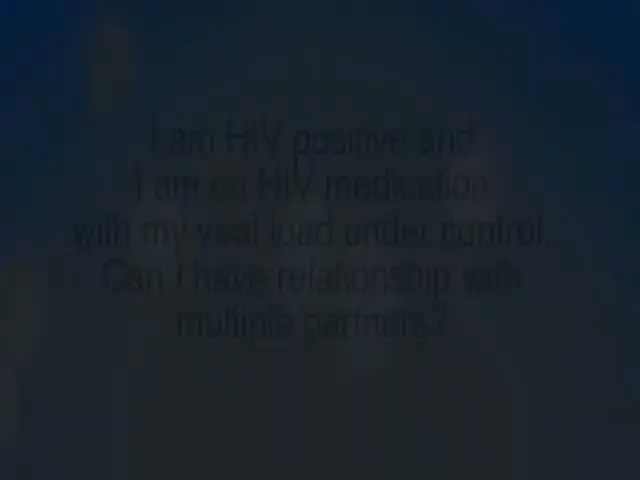 I am HIV positive and
I am on HIV medication
with my viral load under control.
Can I have relationship with
multiple partners?